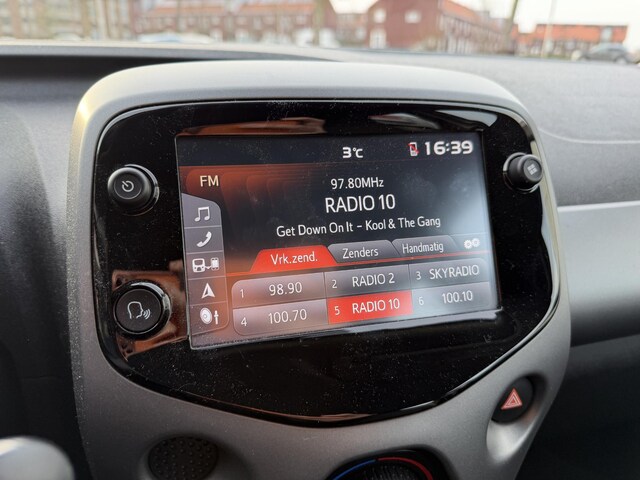 3°C 16:39
FM
97.80MHz
RADIO 10
Get Down On It - Kool & The Gang
Vrk.zend. Zenders Handmatig
1 98.90 2 RADIO 2 3 SKYRADIO
4 100.70 5 RADIO 10 6 100.10